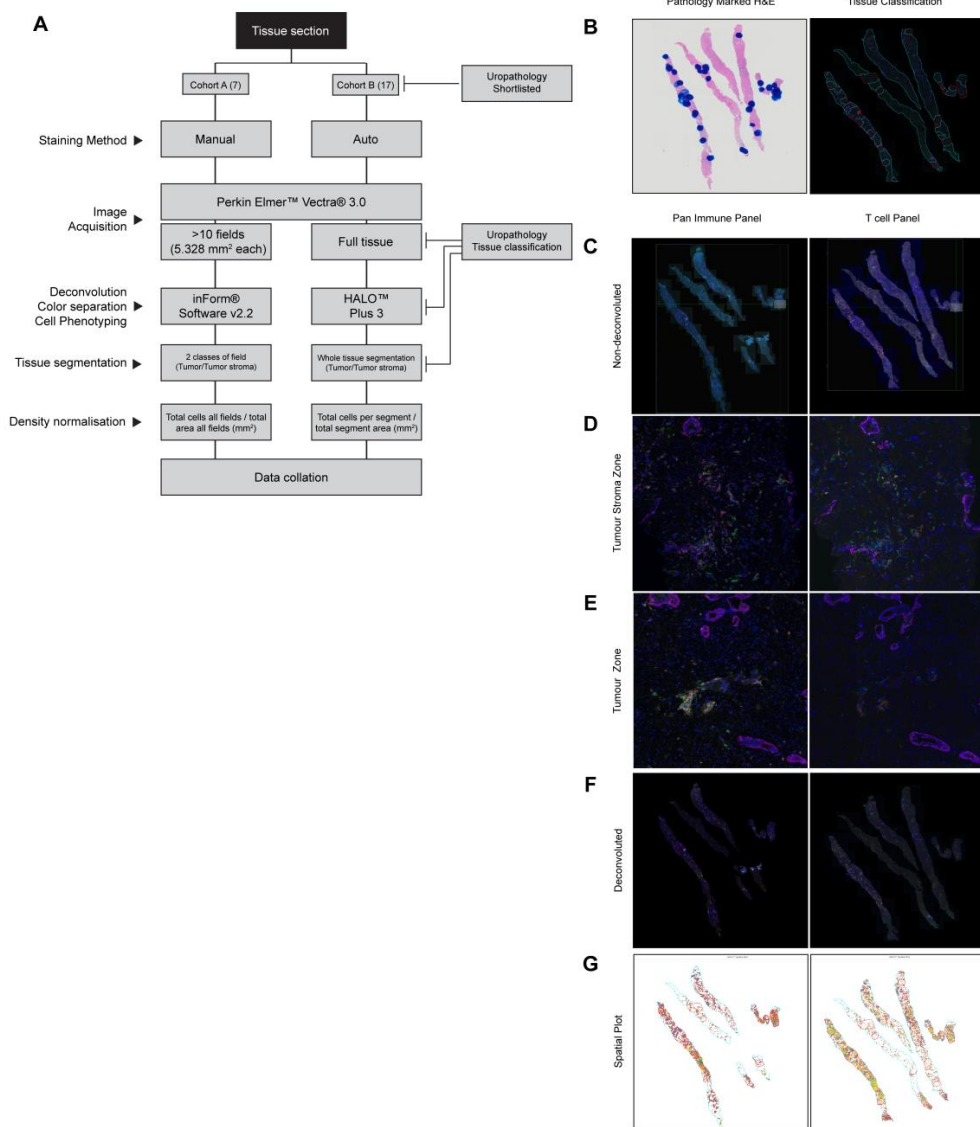 A
Tissue section
Cohort A (7)
Cohort B (17)
Uropathology
Shortlisted
Staining Method
Manual
Auto
Image
Acquisition
Perkin Elmer™ Vectra® 3.0
>10 fields
(5.328 mm² each)
Full tissue
Uropathology
Tissue classification
Deconvolution
Color separation
Cell Phenotyping
inForm®
Software v2.2
HALO™
Plus 3
Tissue segmentation
2 classes of field
(Tumor/Tumor stroma)
Whole tissue segmentation
(Tumor/Tumor stroma)
Density normalisation
Total cells all fields / total
area all fields (mm²)
Total cells per segment /
total segment area (mm²)
Data collation
Pathology Marked H&E
Tissue Classification
B
Pan Immune Panel
T cell Panel
C
Non-deconvoluted
D
Tumour Stroma Zone
E
Tumour Zone
F
Deconvoluted
G
Spatial Plot